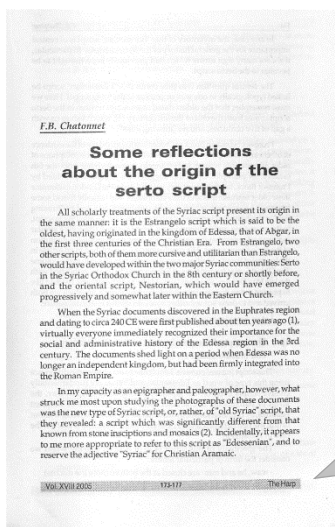 F.B. Chatonnet
Some reflections
about the origin of the
serto script
All scholarly treatments of the Syriac script present its origin in
the same manner: it is the Estrangelo script which is said to be the
oldest, having originated in the kingdom of Edessa, that of Abgar, in
the first three centuries of the Christian Era. From Estrangelo, two
other scripts, both of them more cursive and utilitarian than Estrangelo,
would have developed within the two major Syriac communities: Serto
in the Syriac Orthodox Church in the 8th century or shortly before,
and the oriental script, Nestorian, which would have emerged
progressively and somewhat later within the Eastern Church.
When the Syriac documents discovered in the Euphrates region
and dating to circa 240 CE were first published about ten years ago (1),
virtually everyone immediately recognized their importance for the
social and administrative history of the Edessa region in the 3rd
century. The documents shed light on a period when Edessa was no
longer an independent kingdom, but had been firmly integrated into
the Roman Empire.
In my capacity as an epigrapher and paleographer, however, what
struck me most upon studying the photographs of these documents
was the new type of Syriac script, or, rather, of "old Syriac" script, that
they revealed: a script which was significantly different from that
known from stone insciptions and mosaics (2). Incidentally, it appears
to me more appropriate to refer to this script as "Edessenian", and to
reserve the adjective "Syriac" for Christian Aramaic.
Vol. XVIII 2005 173-177 The Harp